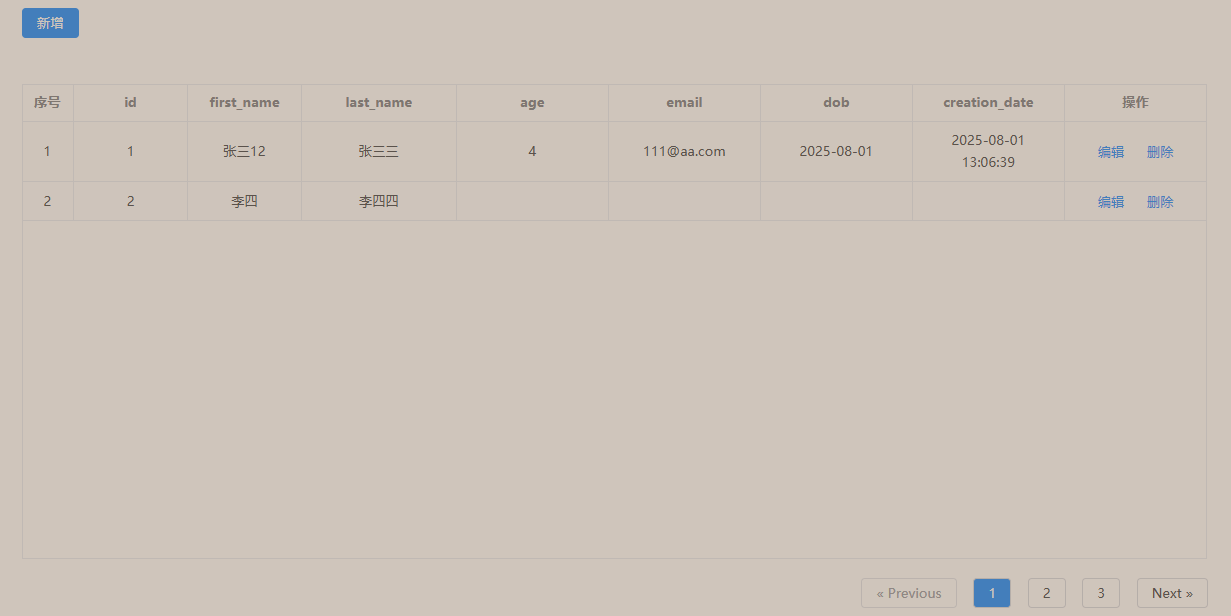 新增
序号 id first_name last_name age email dob creation_date 操作
1 1 张三12 张三三 4 111@aa.com 2025-08-01 2025-08-01 13:06:39 编辑 删除
2 2 李四 李四四 编辑 删除
« Previous 1 2 3 Next »